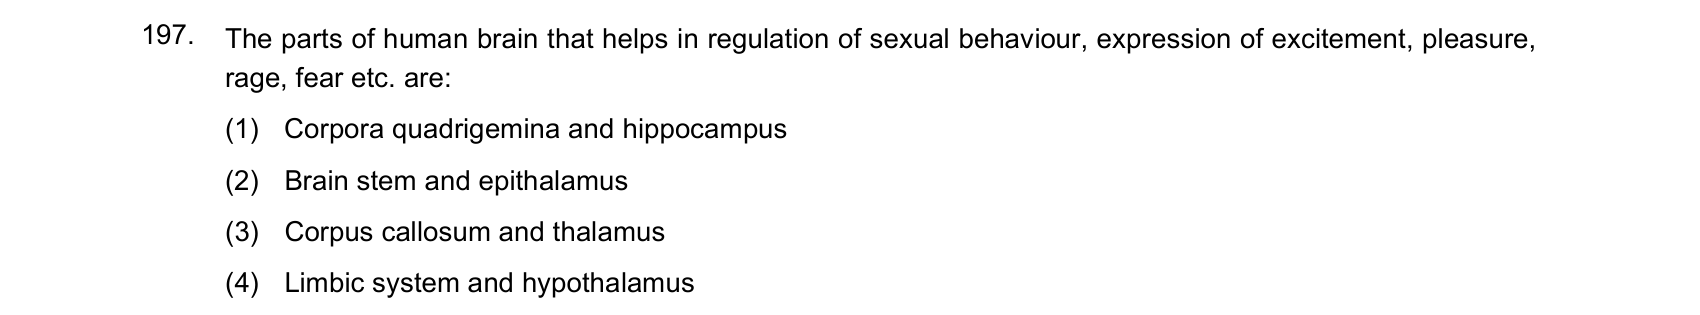 197. The parts of human brain that helps in regulation of sexual behaviour, expression of excitement, pleasure,
rage, fear etc. are:
(1) Corpora quadrigemina and hippocampus
(2) Brain stem and epithalamus
(3) Corpus callosum and thalamus
(4) Limbic system and hypothalamus